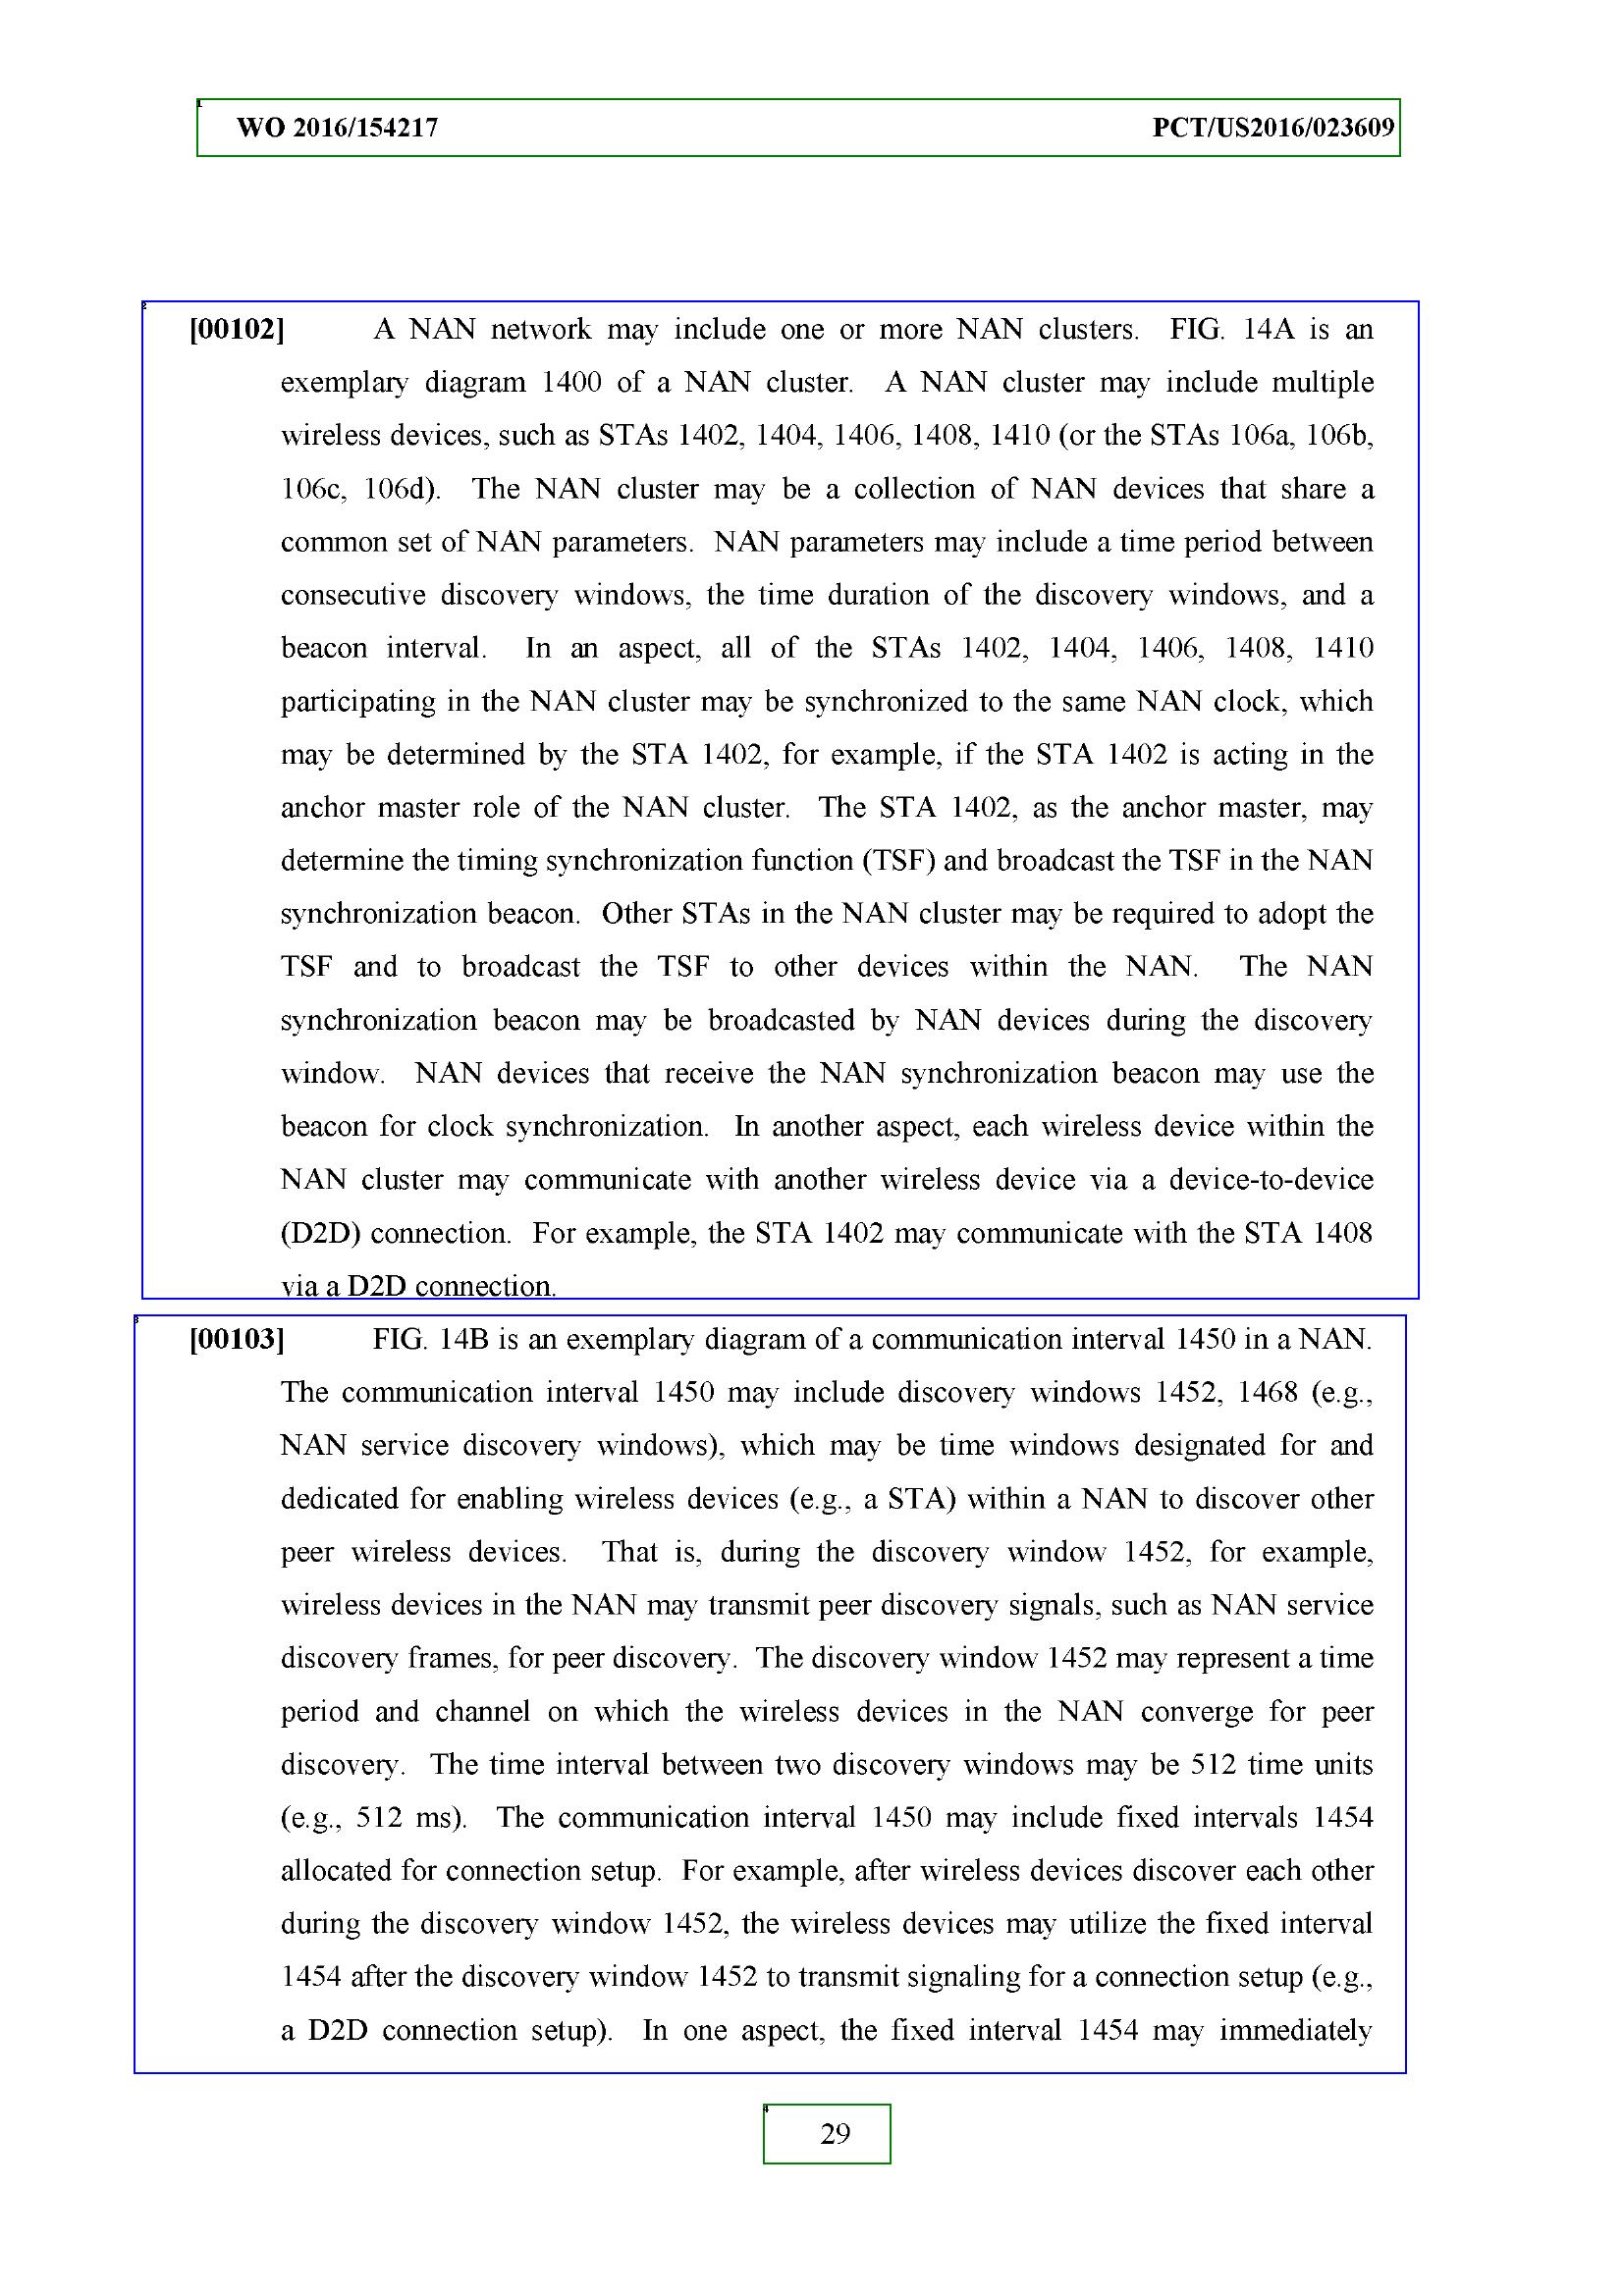 WO 2016/154217 PCT/US2016/023609
[00102] A NAN network may include one or more NAN clusters. FIG. 14A is an
exemplary diagram 1400 of a NAN cluster. A NAN cluster may include multiple
wireless devices, such as STAs 1402, 1404, 1406, 1408, 1410 (or the STAs 106a, 106b,
106c, 106d). The NAN cluster may be a collection of NAN devices that share a
common set of NAN parameters. NAN parameters may include a time period between
consecutive discovery windows, the time duration of the discovery windows, and a
beacon interval. In an aspect, all of the STAs 1402, 1404, 1406, 1408, 1410
participating in the NAN cluster may be synchronized to the same NAN clock, which
may be determined by the STA 1402, for example, if the STA 1402 is acting in the
anchor master role of the NAN cluster. The STA 1402, as the anchor master, may
determine the timing synchronization function (TSF) and broadcast the TSF in the NAN
synchronization beacon. Other STAs in the NAN cluster may be required to adopt the
TSF and to broadcast the TSF to other devices within the NAN. The NAN
synchronization beacon may be broadcasted by NAN devices during the discovery
window. NAN devices that receive the NAN synchronization beacon may use the
beacon for clock synchronization. In another aspect, each wireless device within the
NAN cluster may communicate with another wireless device via a device-to-device
(D2D) connection. For example, the STA 1402 may communicate with the STA 1408
via a D2D connection.
[00103] FIG. 14B is an exemplary diagram of a communication interval 1450 in a NAN.
The communication interval 1450 may include discovery windows 1452, 1468 (e.g.,
NAN service discovery windows), which may be time windows designated for and
dedicated for enabling wireless devices (e.g., a STA) within a NAN to discover other
peer wireless devices. That is, during the discovery window 1452, for example,
wireless devices in the NAN may transmit peer discovery signals, such as NAN service
discovery frames, for peer discovery. The discovery window 1452 may represent a time
period and channel on which the wireless devices in the NAN converge for peer
discovery. The time interval between two discovery windows may be 512 time units
(e.g., 512 ms). The communication interval 1450 may include fixed intervals 1454
allocated for connection setup. For example, after wireless devices discover each other
during the discovery window 1452, the wireless devices may utilize the fixed interval
1454 after the discovery window 1452 to transmit signaling for a connection setup (e.g.,
a D2D connection setup). In one aspect, the fixed interval 1454 may immediately
29